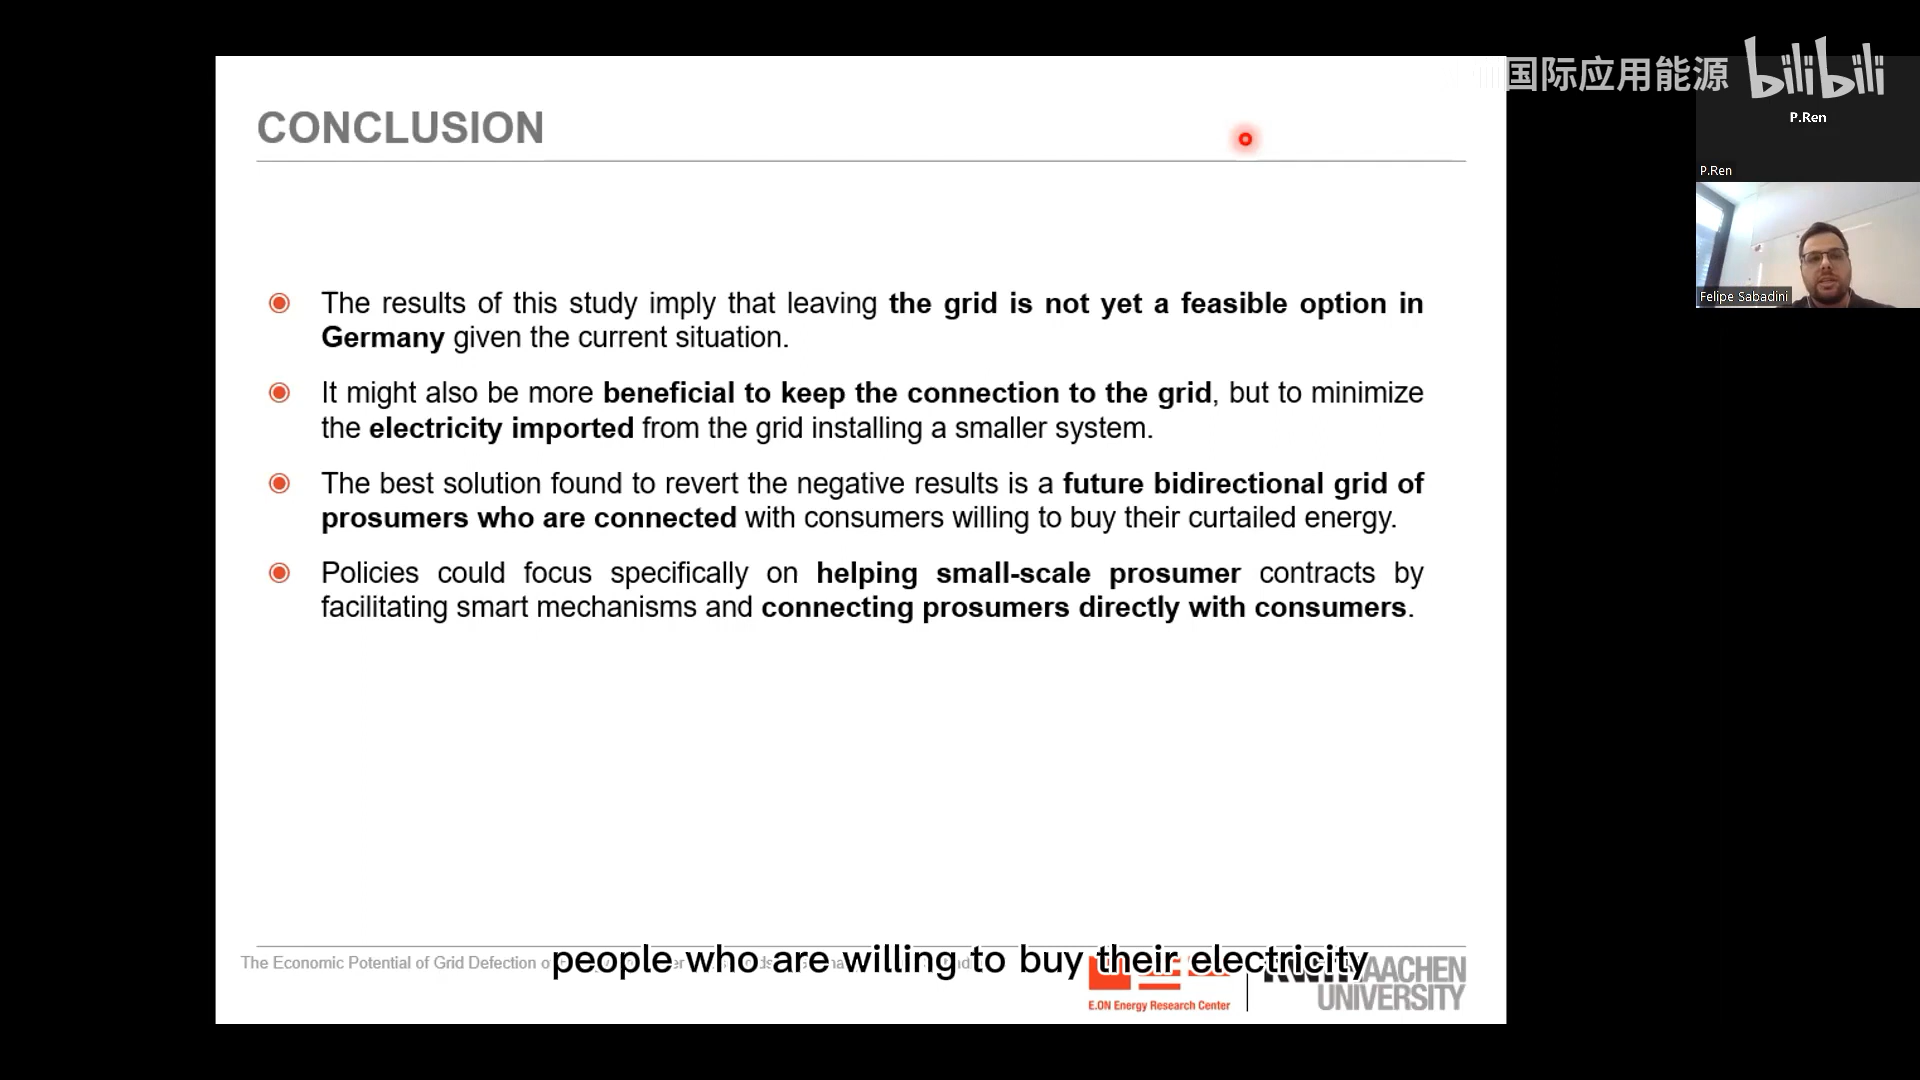 国际应用能源 bilibili
P.Ren
P.Ren
Felipe Sabadini
CONCLUSION
The results of this study imply that leaving the grid is not yet a feasible option in
Germany given the current situation.
It might also be more beneficial to keep the connection to the grid, but to minimize
the electricity imported from the grid installing a smaller system.
The best solution found to revert the negative results is a future bidirectional grid of
prosumers who are connected with consumers willing to buy their curtailed energy.
Policies could focus specifically on helping small-scale prosumer contracts by
facilitating smart mechanisms and connecting prosumers directly with consumers.
The Economic Potential of Grid Defection
people who are willing to buy their electricity
E.ON Energy Research Center
RWTH AACHEN
UNIVERSITY